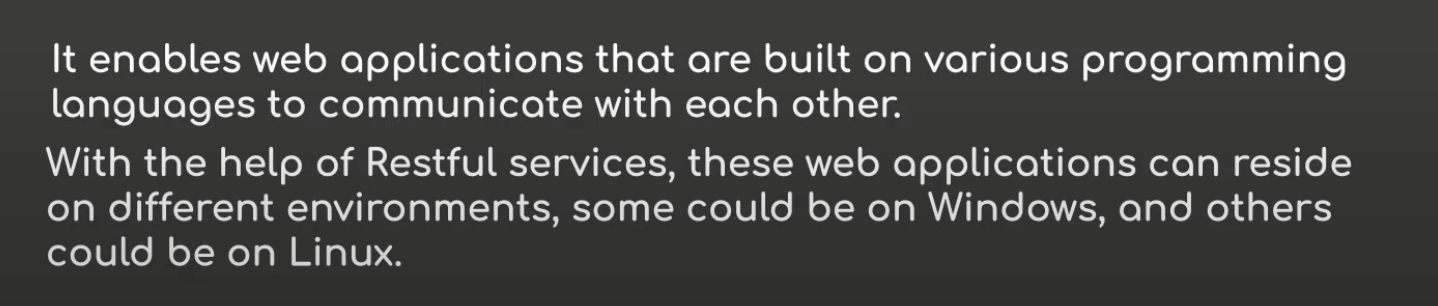 It enables web applications that are built on various programming
languages to communicate with each other.
With the help of Restful services, these web applications can reside
on different environments, some could be on Windows, and others
could be on Linux.